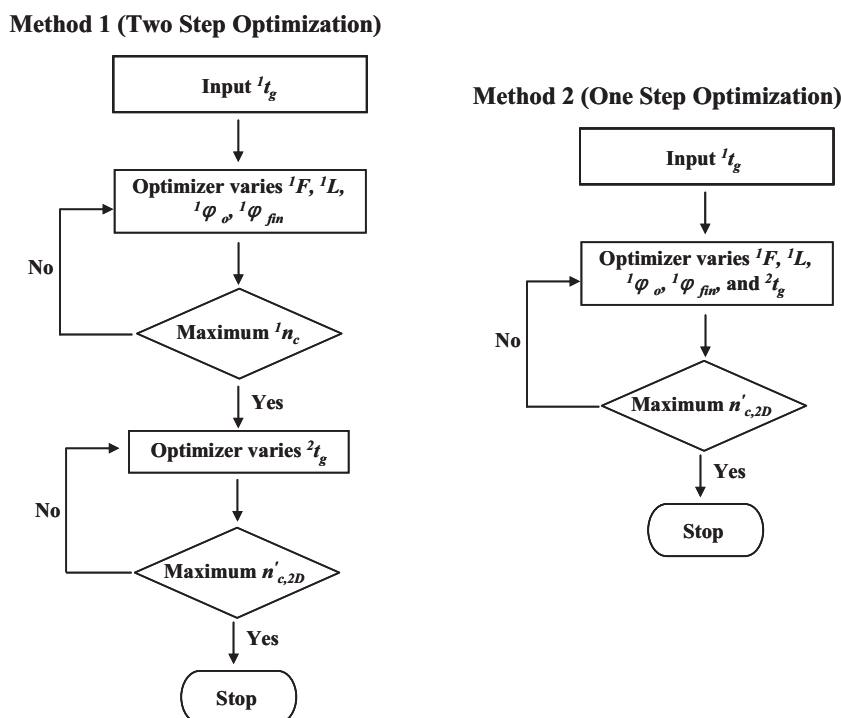 Method 1 (Two Step Optimization)
Input ¹t_g
Optimizer varies ¹F, ¹L,
¹φ_o, ¹φ_fin
No
Maximum ¹n_c
Yes
Optimizer varies ²t_g
No
Maximum n'_c,2D
Yes
Stop
Method 2 (One Step Optimization)
Input ¹t_g
Optimizer varies ¹F, ¹L,
¹φ_o, ¹φ_fin, and ²t_g
No
Maximum n'_c,2D
Yes
Stop